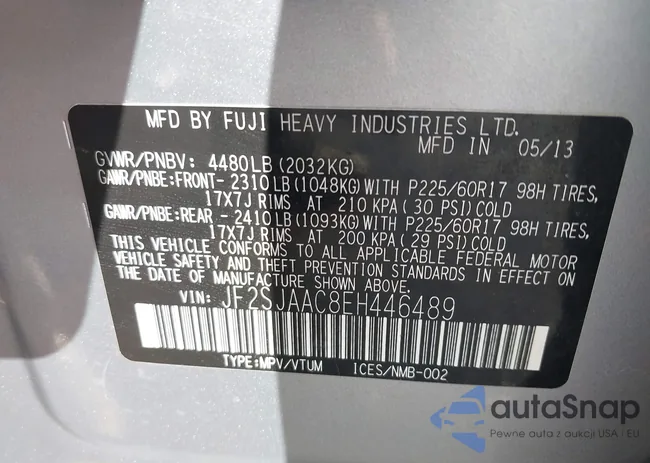 MFD BY FUJI HEAVY INDUSTRIES LTD.
MFD IN 05/13
GVWR/PNBV: 4480LB (2032KG)
GAWR/PNBE:FRONT- 2310 LB (1048KG) WITH P225/60R17 98H TIRES,
17X7J RIMS AT 210 KPA ( 30 PSI) COLD
GAWR/PNBE:REAR - 2410 LB (1093KG) WITH P225/60R17 98H TIRES,
17X7J RIMS AT 200 KPA ( 29 PSI) COLD
THIS VEHICLE CONFORMS TO ALL APPLICABLE FEDERAL MOTOR
VEHICLE SAFETY AND THEFT PREVENTION STANDARDS IN EFFECT ON
THE DATE OF MANUFACTURE SHOWN ABOVE.
VIN: JF2SJAAC8EH446489
TYPE:MPV/VTUM ICES/NMB-002
autaSnap
Pewne auta z aukcji USA i EU